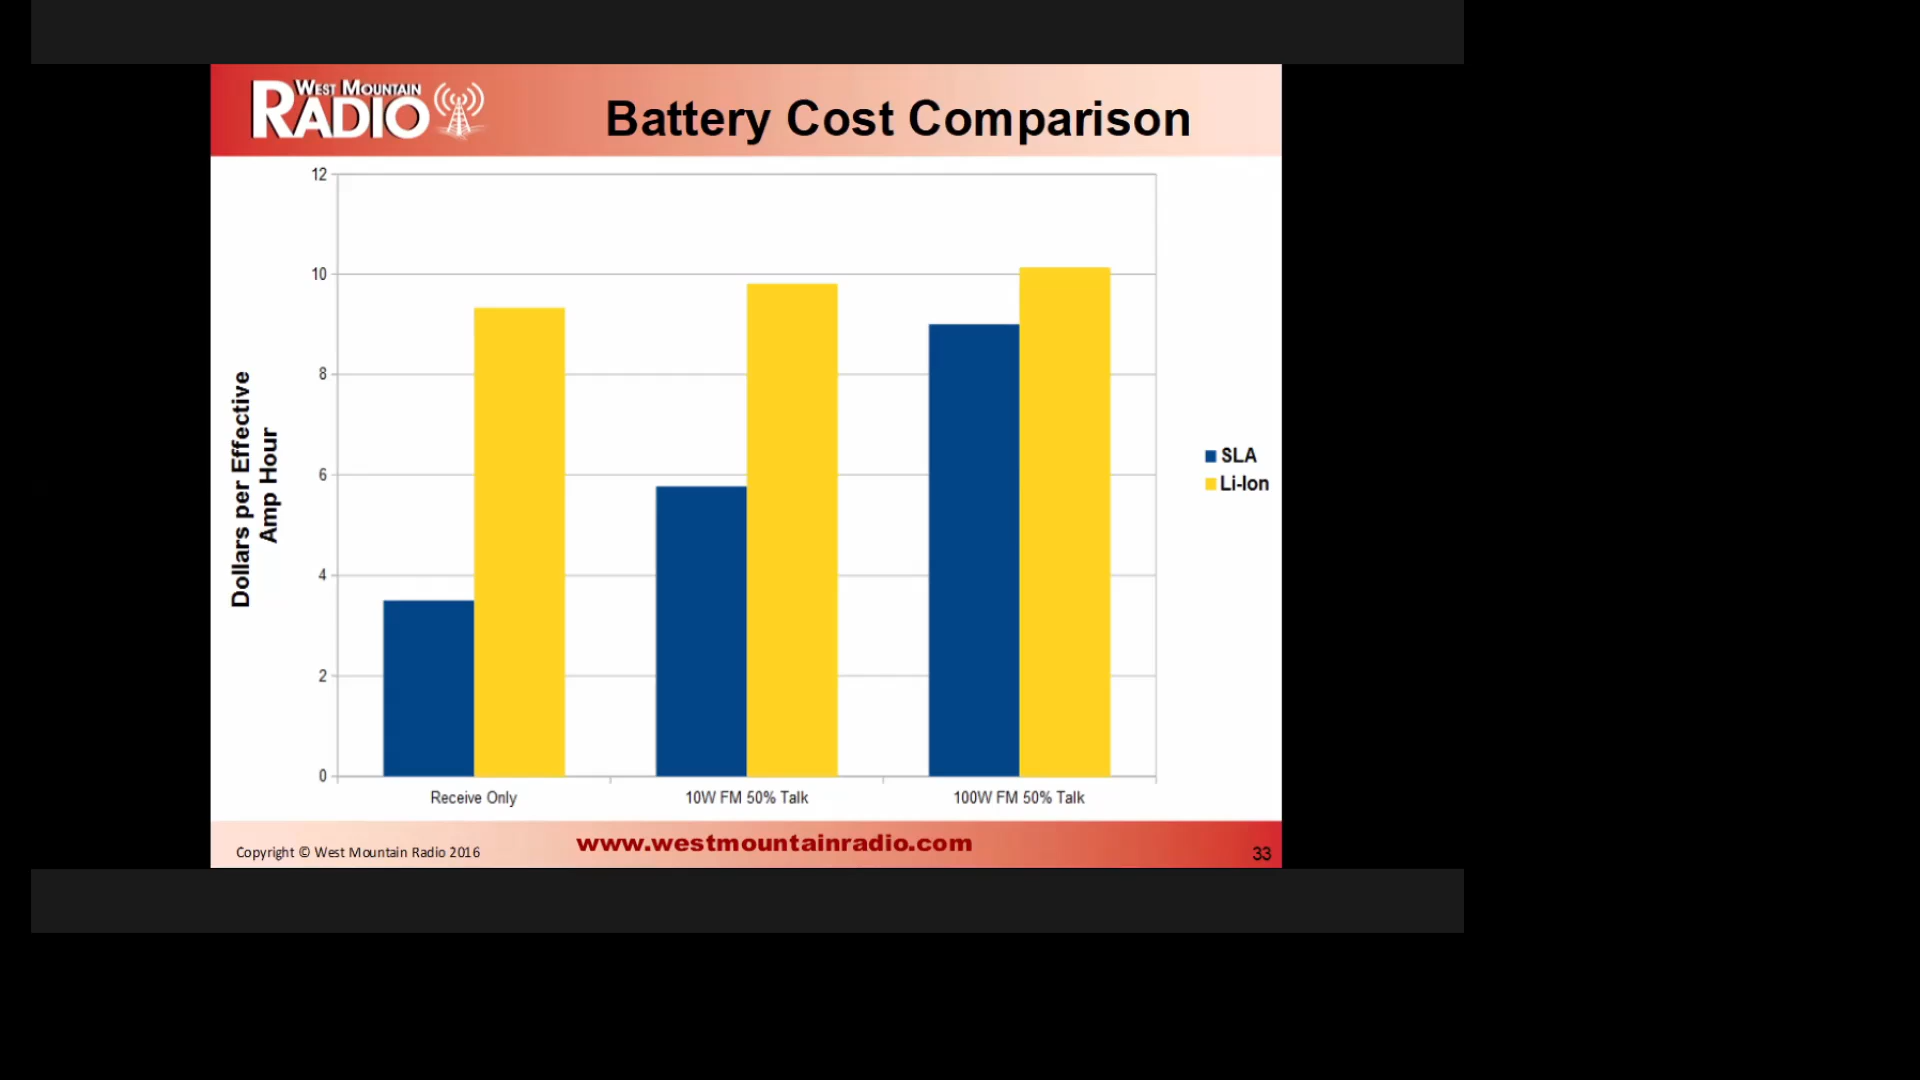 WEST MOUNTAIN
RADIO
Battery Cost Comparison
12
10
8
6
4
2
0
Dollars per Effective
Amp Hour
SLA
Li-Ion
Receive Only
10W FM 50% Talk
100W FM 50% Talk
Copyright © West Mountain Radio 2016
www.westmountainradio.com
33